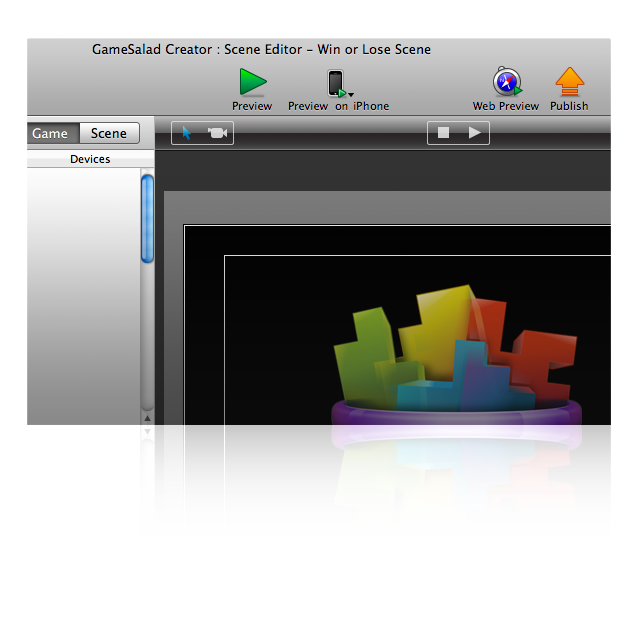 GameSalad Creator : Scene Editor – Win or Lose Scene
Preview
Preview on iPhone
Web Preview
Publish
Game
Scene
Devices